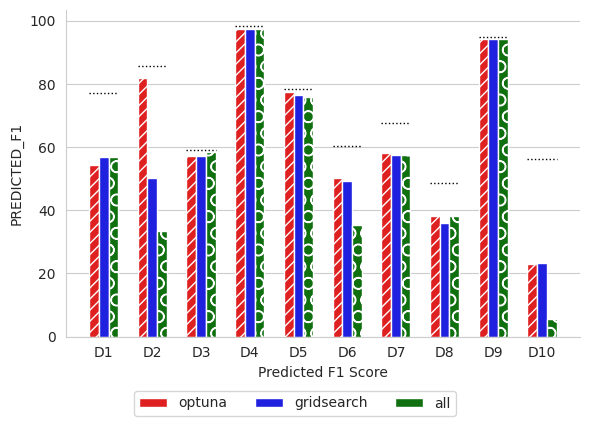 100
80
60
40
20
0
PREDICTED_F1
D1 D2 D3 D4 D5 D6 D7 D8 D9 D10
Predicted F1 Score
optuna gridsearch all